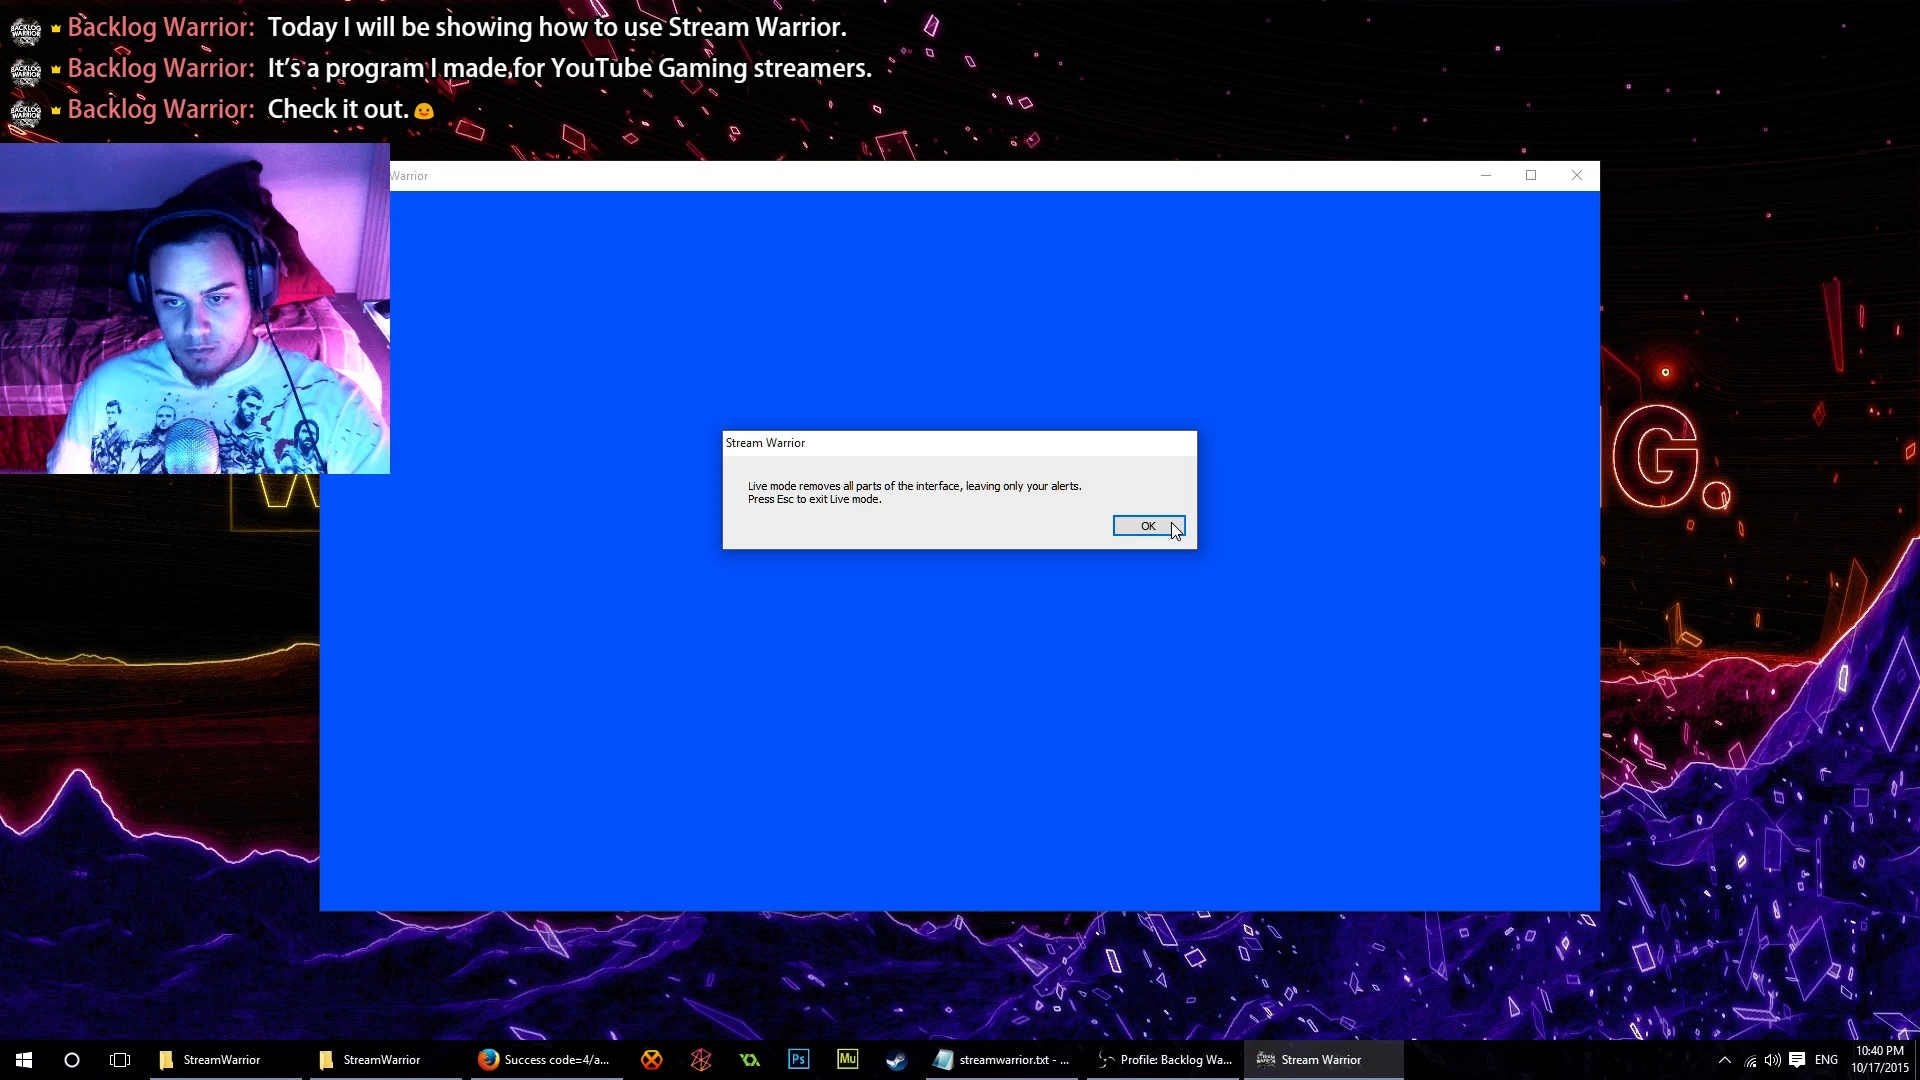 Backlog Warrior: Today I will be showing how to use Stream Warrior.
Backlog Warrior: It's a program I made,for YouTube Gaming streamers.
Backlog Warrior: Check it out.
Warrior
Stream Warrior
Live mode removes all parts of the interface, leaving only your alerts.
Press Esc to exit Live mode.
OK
G.
W
StreamWarrior
StreamWarrior
Success code=4/a...
Ps
Mu
streamwarrior.txt - ...
Profile: Backlog Wa...
Stream Warrior
ENG
10:40 PM
10/17/2015